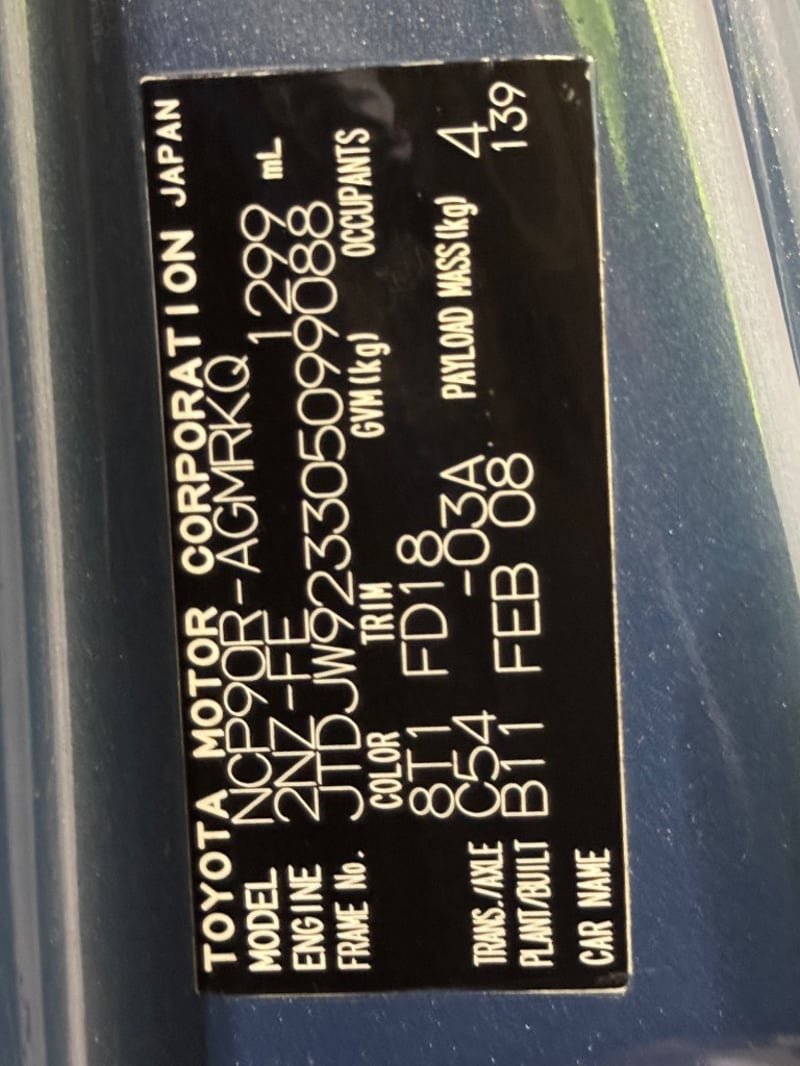 TOYOTA MOTOR CORPORATION JAPAN
MODEL NCP90R-AGMRKQ
ENGINE 2NZ-FE 1299 mL
FRAME No. JTDJW923305099088
COLOR TRIM GVM(kg) OCCUPANTS
8T1 FD18 4
TRANS./AXLE C54 -03A PAYLOAD MASS(kg) 139
PLANT/BUILT B11 FEB 08
CAR NAME